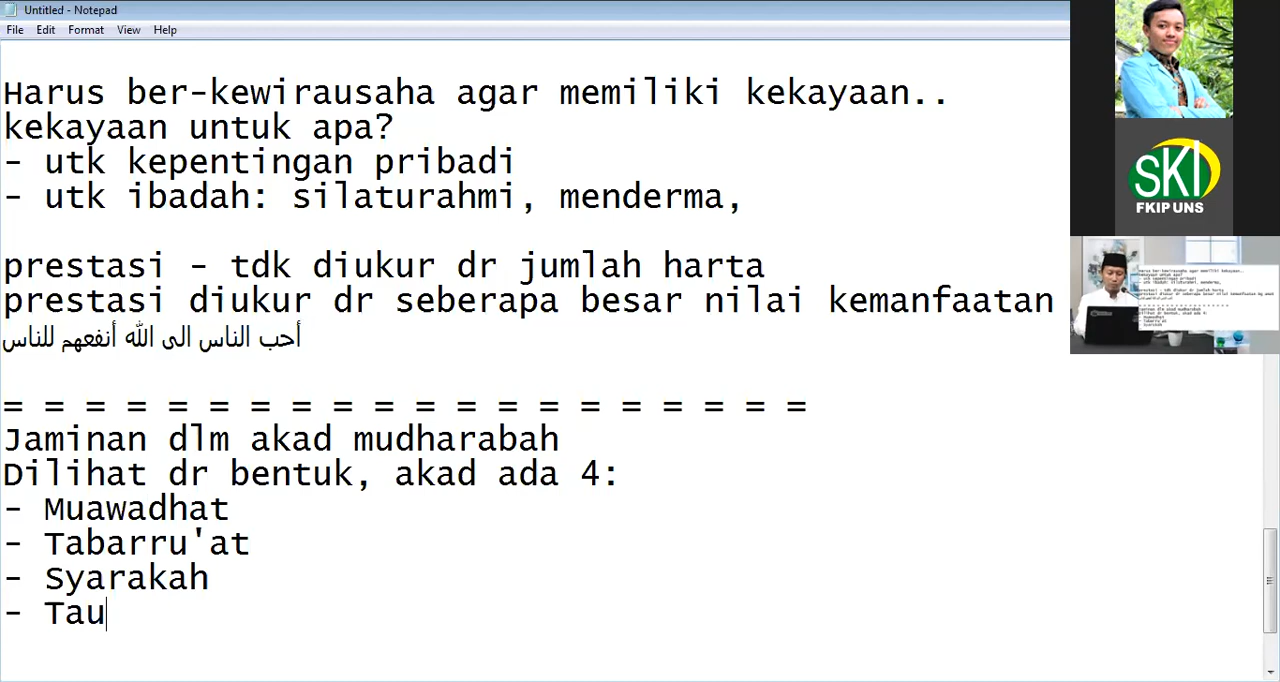 Untitled - Notepad
File Edit Format View Help
Harus ber-kewirausaha agar memiliki kekayaan..
kekayaan untuk apa?
- utk kepentingan pribadi
- utk ibadah: silaturahmi, menderma,
prestasi - tdk diukur dr jumlah harta
prestasi diukur dr seberapa besar nilai kemanfaatan
أحب الناس الى الله أنفعهم للناس
= = = = = = = = = = = = = = = = = = = =
Jaminan dlm akad mudharabah
Dilihat dr bentuk, akad ada 4:
- Muawadhat
- Tabarru'at
- Syarakah
- Tau
SKI
FKIP UNS